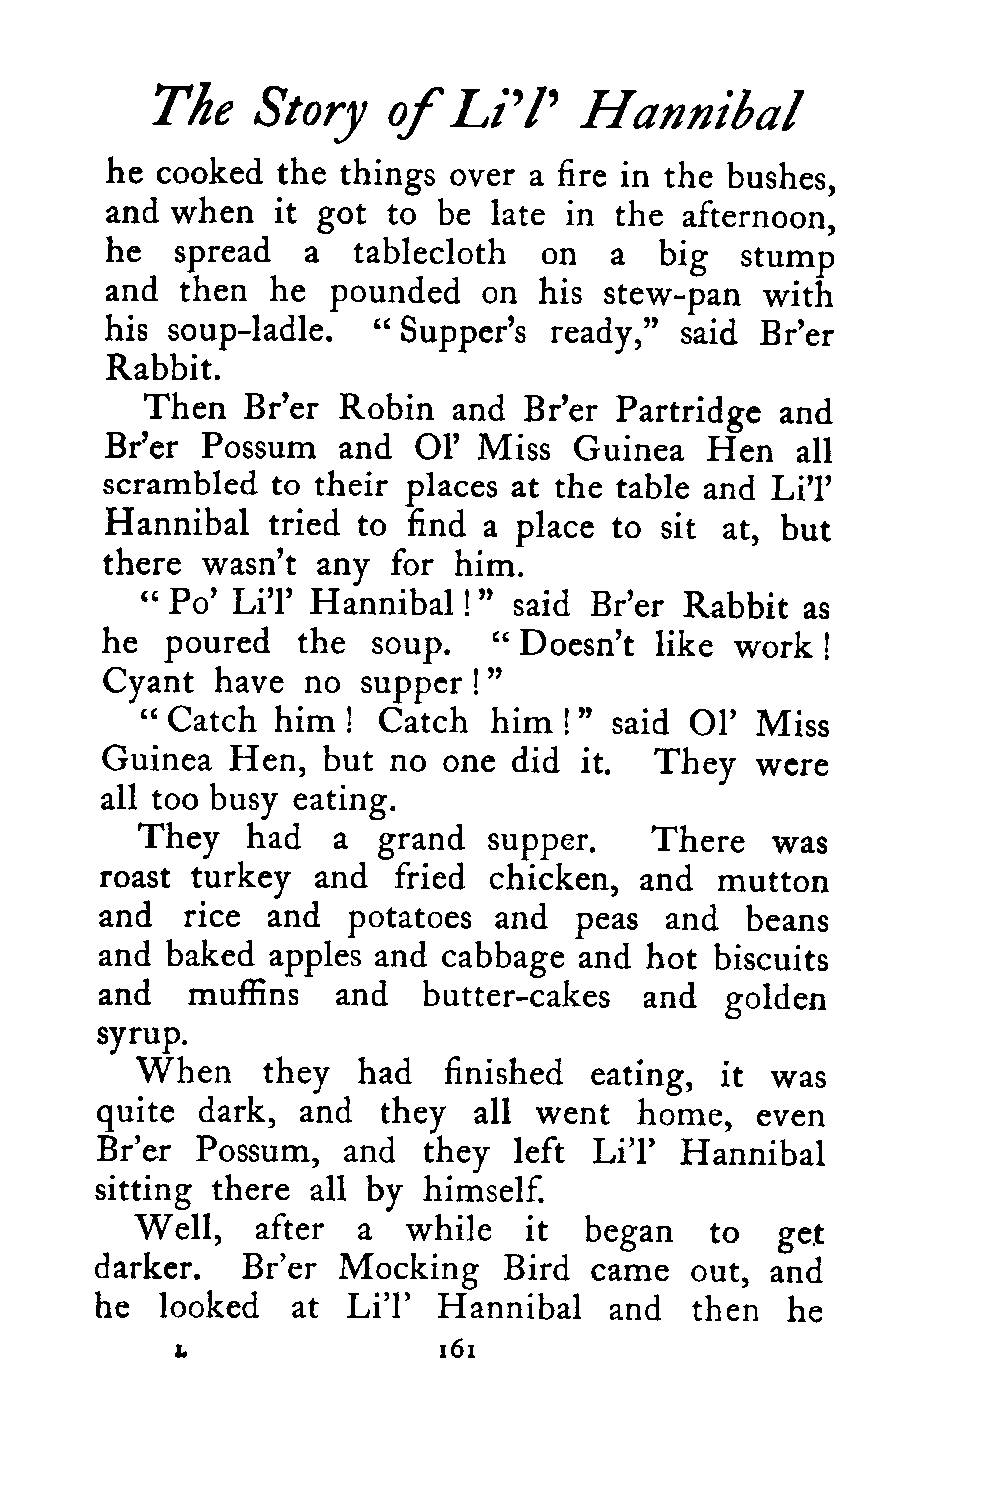 The Story of Li'l' Hannibal
he cooked the things over a fire in the bushes,
and when it got to be late in the afternoon,
he spread a tablecloth on a big stump
and then he pounded on his stew-pan with
his soup-ladle. “ Supper’s ready,” said Br’er
Rabbit.
Then Br’er Robin and Br’er Partridge and
Br’er Possum and Ol’ Miss Guinea Hen all
scrambled to their places at the table and Li’l’
Hannibal tried to find a place to sit at, but
there wasn’t any for him.
“ Po’ Li’l’ Hannibal ! ” said Br’er Rabbit as
he poured the soup. “ Doesn’t like work !
Cyant have no supper ! ”
“ Catch him ! Catch him ! ” said Ol’ Miss
Guinea Hen, but no one did it. They were
all too busy eating.
They had a grand supper. There was
roast turkey and fried chicken, and mutton
and rice and potatoes and peas and beans
and baked apples and cabbage and hot biscuits
and muffins and butter-cakes and golden
syrup.
When they had finished eating, it was
quite dark, and they all went home, even
Br’er Possum, and they left Li’l’ Hannibal
sitting there all by himself.
Well, after a while it began to get
darker. Br’er Mocking Bird came out, and
he looked at Li’l’ Hannibal and then he
L 161